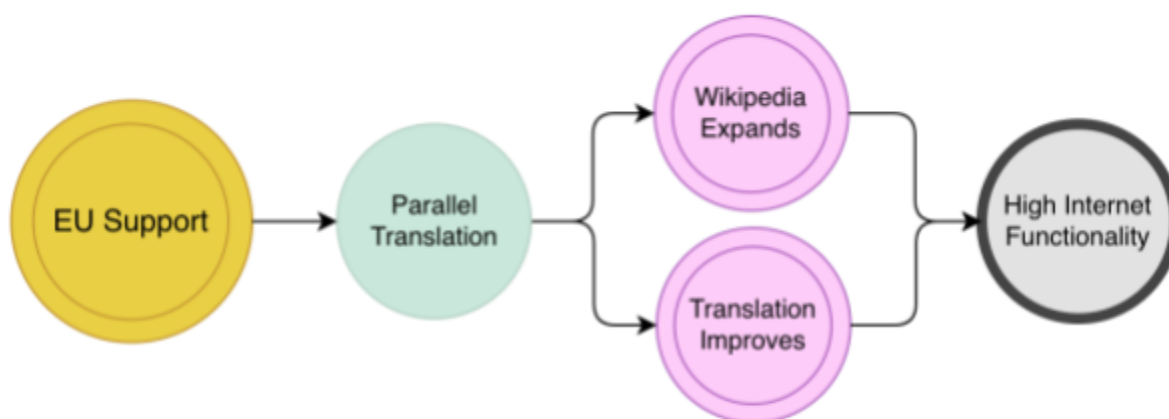 EU Support
Parallel
Translation
Wikipedia
Expands
Translation
Improves
High Internet
Functionality